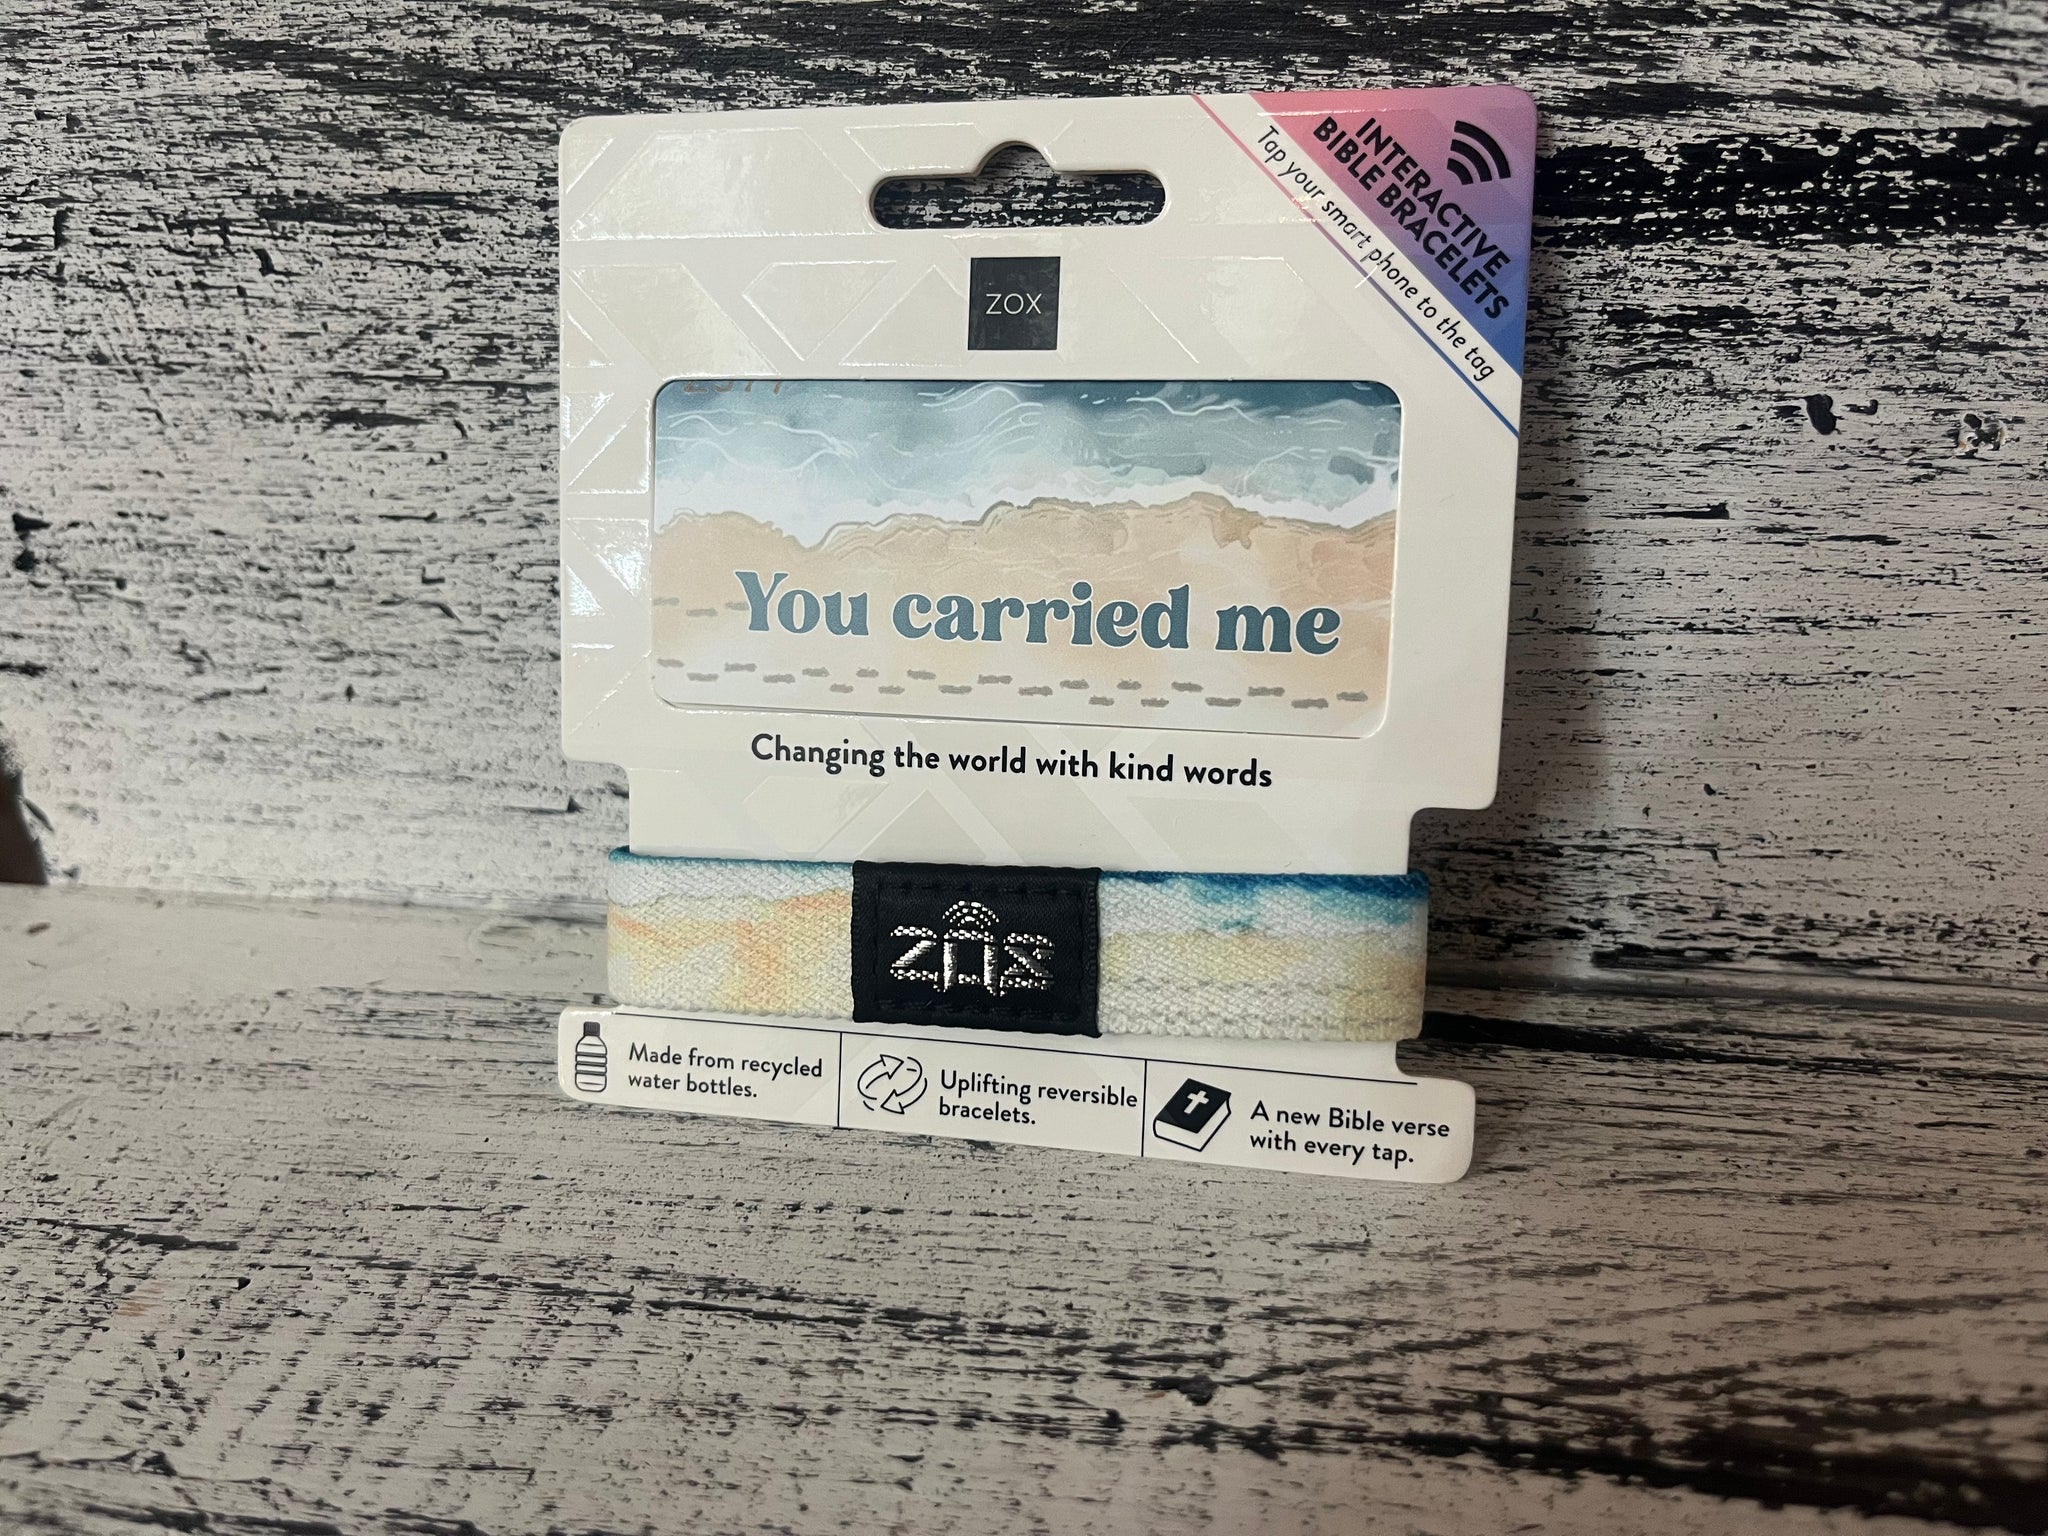 INTERACTIVE
BIBLE BRACELETS
Tap your smart phone to the tag
ZOX
You carried me
Changing the world with kind words
ZOX
Made from recycled
water bottles.
Uplifting reversible
bracelets.
A new Bible verse
with every tap.